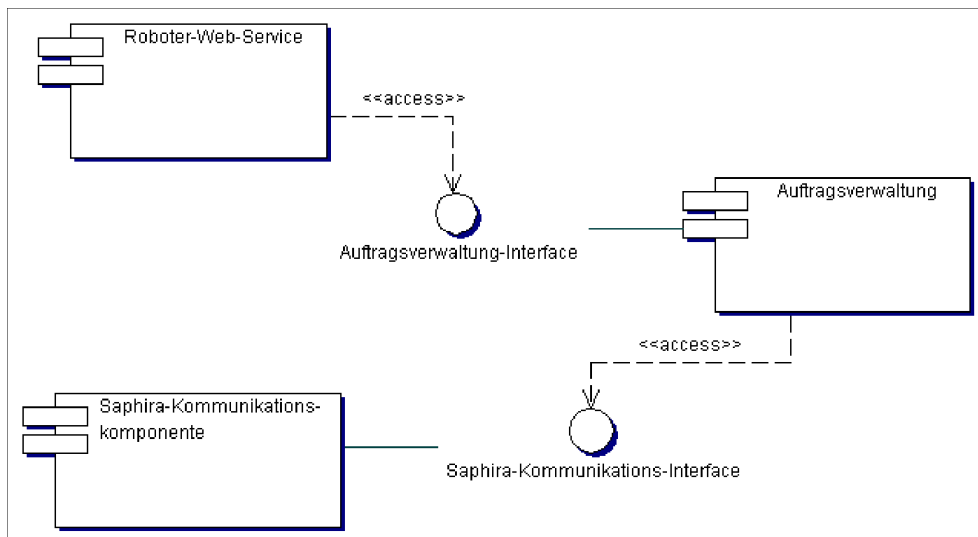 Roboter-Web-Service
<<access>>
Auftragsverwaltung
Auftragsverwaltung-Interface
<<access>>
Saphira-Kommunikations-
komponente
Saphira-Kommunikations-Interface